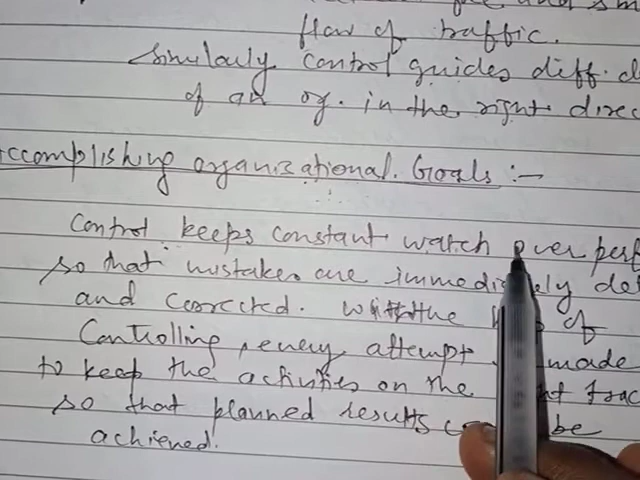 flow of traffic.
Similarly control guides diff.
of an org. in the right direc
ccomplishing organizational. Goals :-
Control keeps constant watch over perf
so that mistakes are immediately de
and corrected. with the of
Controlling, every attempt made
to keep the activities on the trac
so that planned results be
achieved.